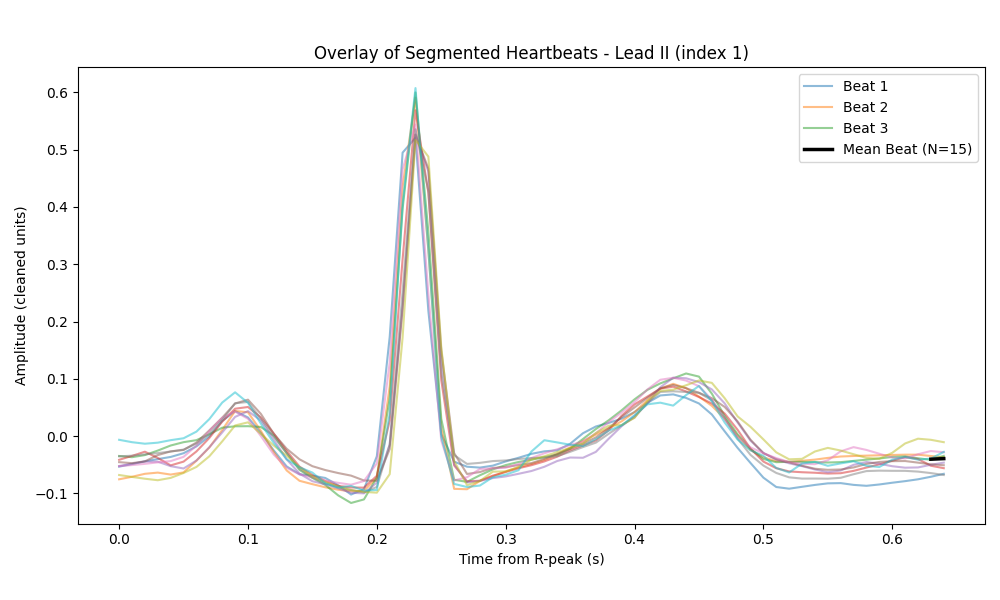 Overlay of Segmented Heartbeats - Lead II (index 1)
Beat 1
Beat 2
Beat 3
Mean Beat (N=15)
Amplitude (cleaned units)
0.6
0.5
0.4
0.3
0.2
0.1
0.0
−0.1
0.0 0.1 0.2 0.3 0.4 0.5 0.6
Time from R-peak (s)